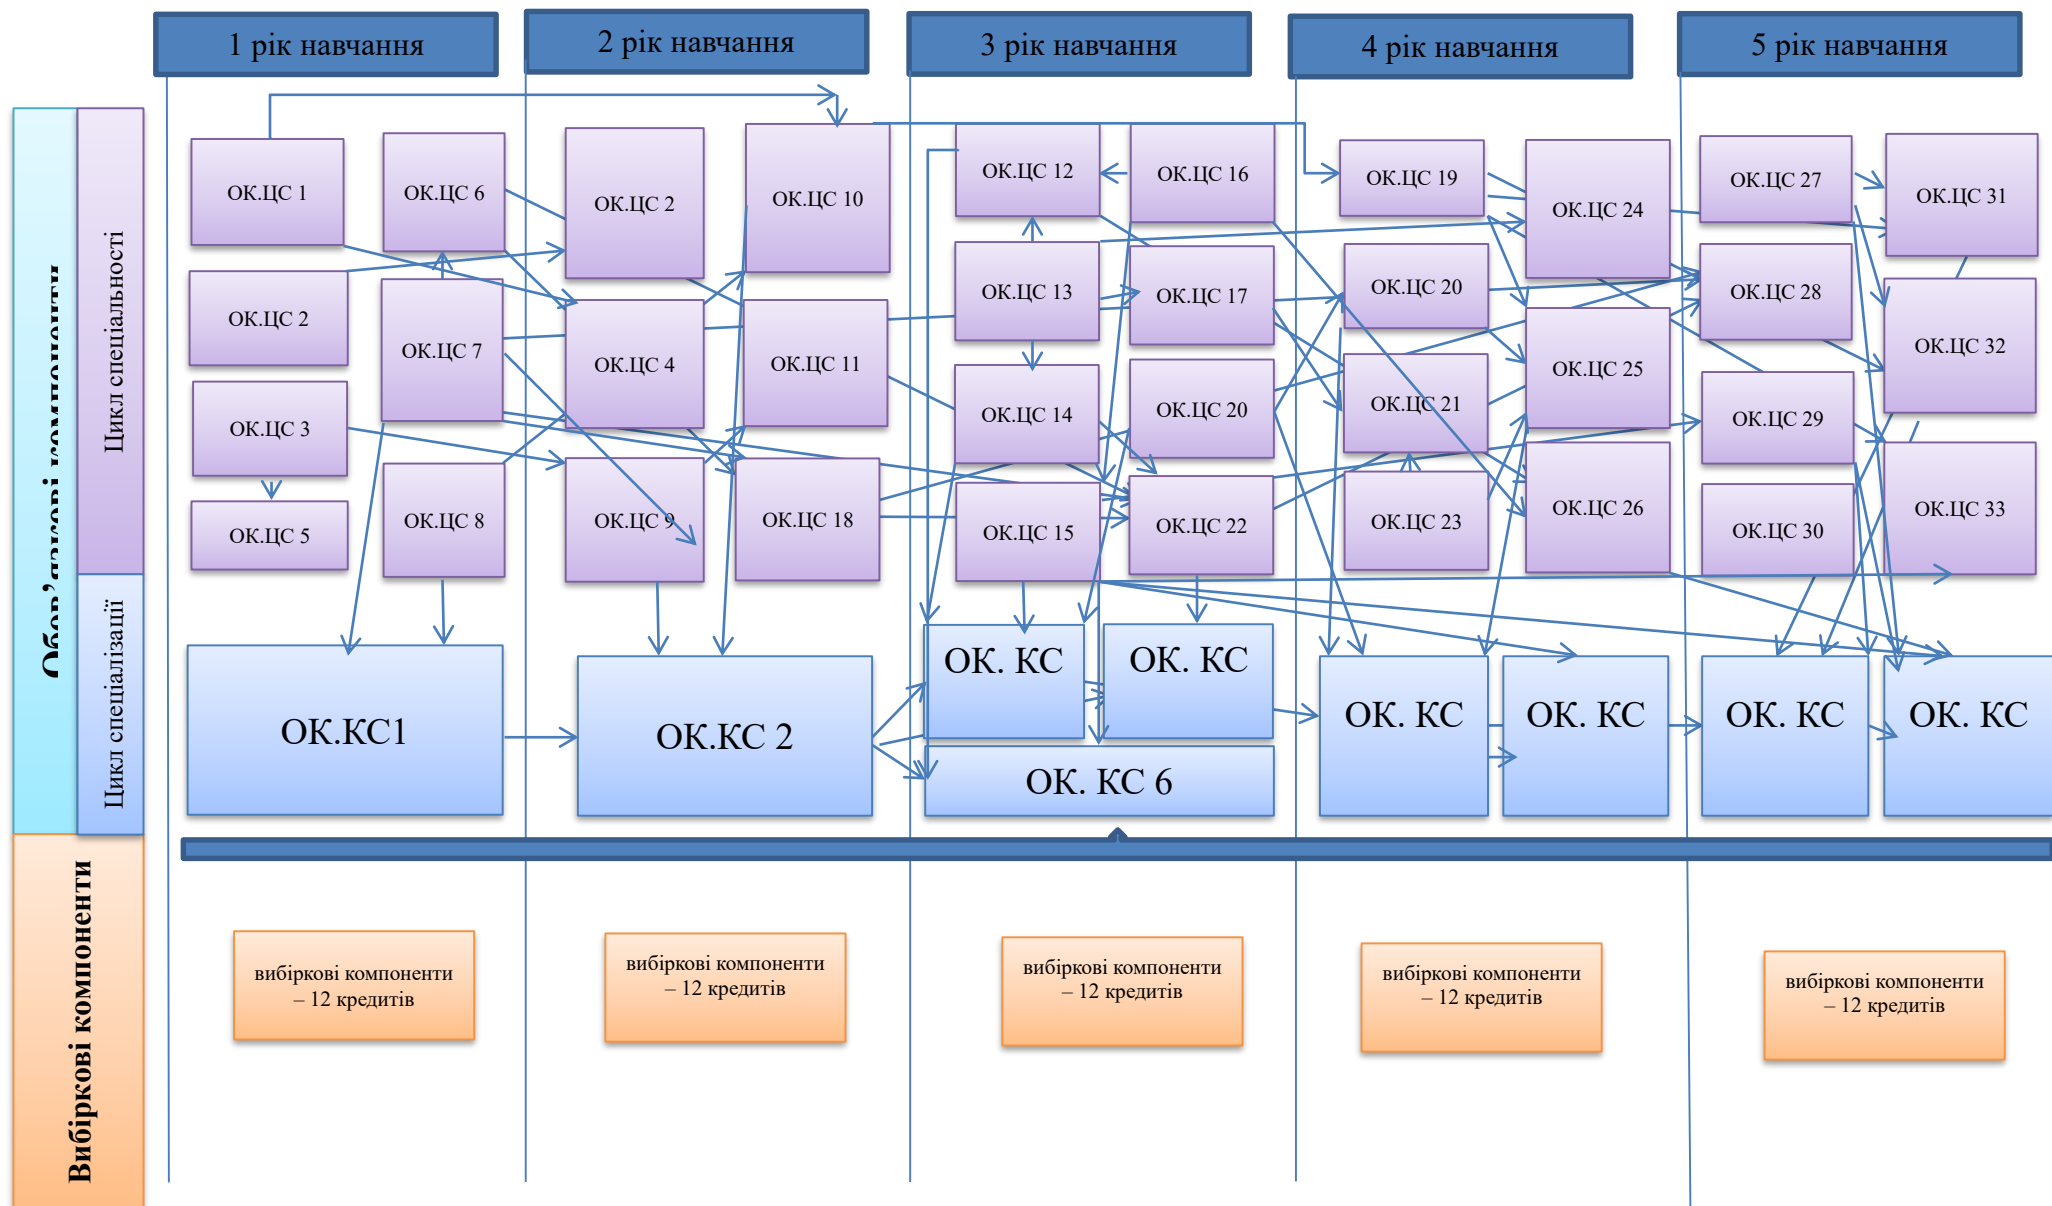 1 рік навчання
2 рік навчання
3 рік навчання
4 рік навчання
5 рік навчання
Обов’язкові компоненти
Цикл спеціальності
Цикл спеціалізації
Вибіркові компоненти
ОК.ЦС 1
ОК.ЦС 2
ОК.ЦС 3
ОК.ЦС 5
ОК.ЦС 6
ОК.ЦС 7
ОК.ЦС 8
ОК.ЦС 2
ОК.ЦС 4
ОК.ЦС 9
ОК.ЦС 10
ОК.ЦС 11
ОК.ЦС 18
ОК.ЦС 12
ОК.ЦС 13
ОК.ЦС 14
ОК.ЦС 15
ОК.ЦС 16
ОК.ЦС 17
ОК.ЦС 20
ОК.ЦС 22
ОК.ЦС 19
ОК.ЦС 20
ОК.ЦС 21
ОК.ЦС 23
ОК.ЦС 24
ОК.ЦС 25
ОК.ЦС 26
ОК.ЦС 27
ОК.ЦС 28
ОК.ЦС 29
ОК.ЦС 30
ОК.ЦС 31
ОК.ЦС 32
ОК.ЦС 33
ОК.КС1
ОК.КС 2
ОК. КС
ОК. КС
ОК. КС 6
ОК. КС
ОК. КС
ОК. КС
ОК. КС
вибіркові компоненти
– 12 кредитів
вибіркові компоненти
– 12 кредитів
вибіркові компоненти
– 12 кредитів
вибіркові компоненти
– 12 кредитів
вибіркові компоненти
– 12 кредитів